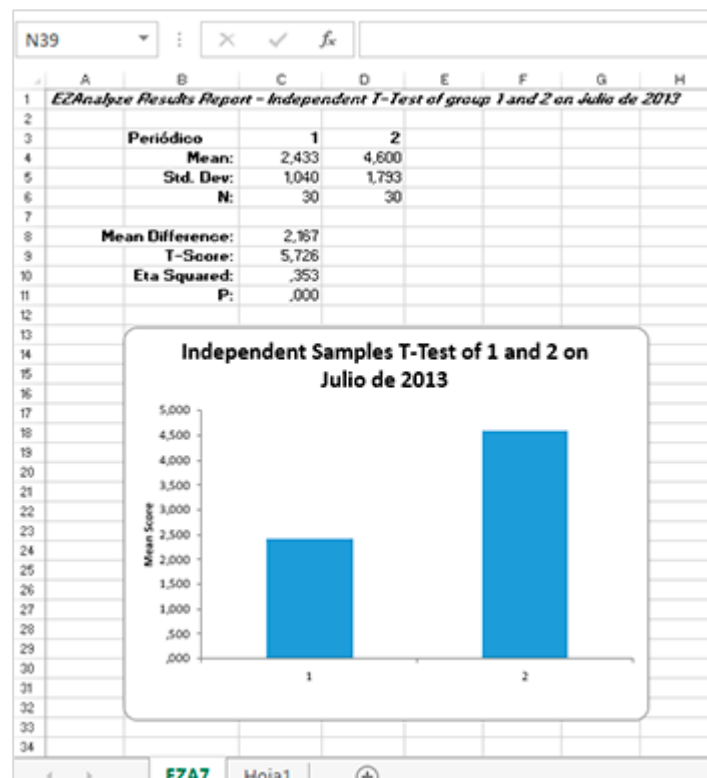 N39 fx
A B C D E F G H
1 EZAnalyze Results Report - Independent T-Test of group 1 and 2 on Julio de 2013
2
3 Periódico 1 2
4 Mean: 2,433 4,600
5 Std. Dev: 1,040 1,793
6 N: 30 30
7
8 Mean Difference: 2,167
9 T-Score: 5,726
10 Eta Squared: ,353
11 P: ,000
12
13
14
15
16
17
18
19
20
21
22
23
24
25
26
27
28
29
30
31
32
33
34
Independent Samples T-Test of 1 and 2 on
Julio de 2013
Mean Score
5,000
4,500
4,000
3,500
3,000
2,500
2,000
1,500
1,000
,500
,000
1 2
EZA7 Hoja1